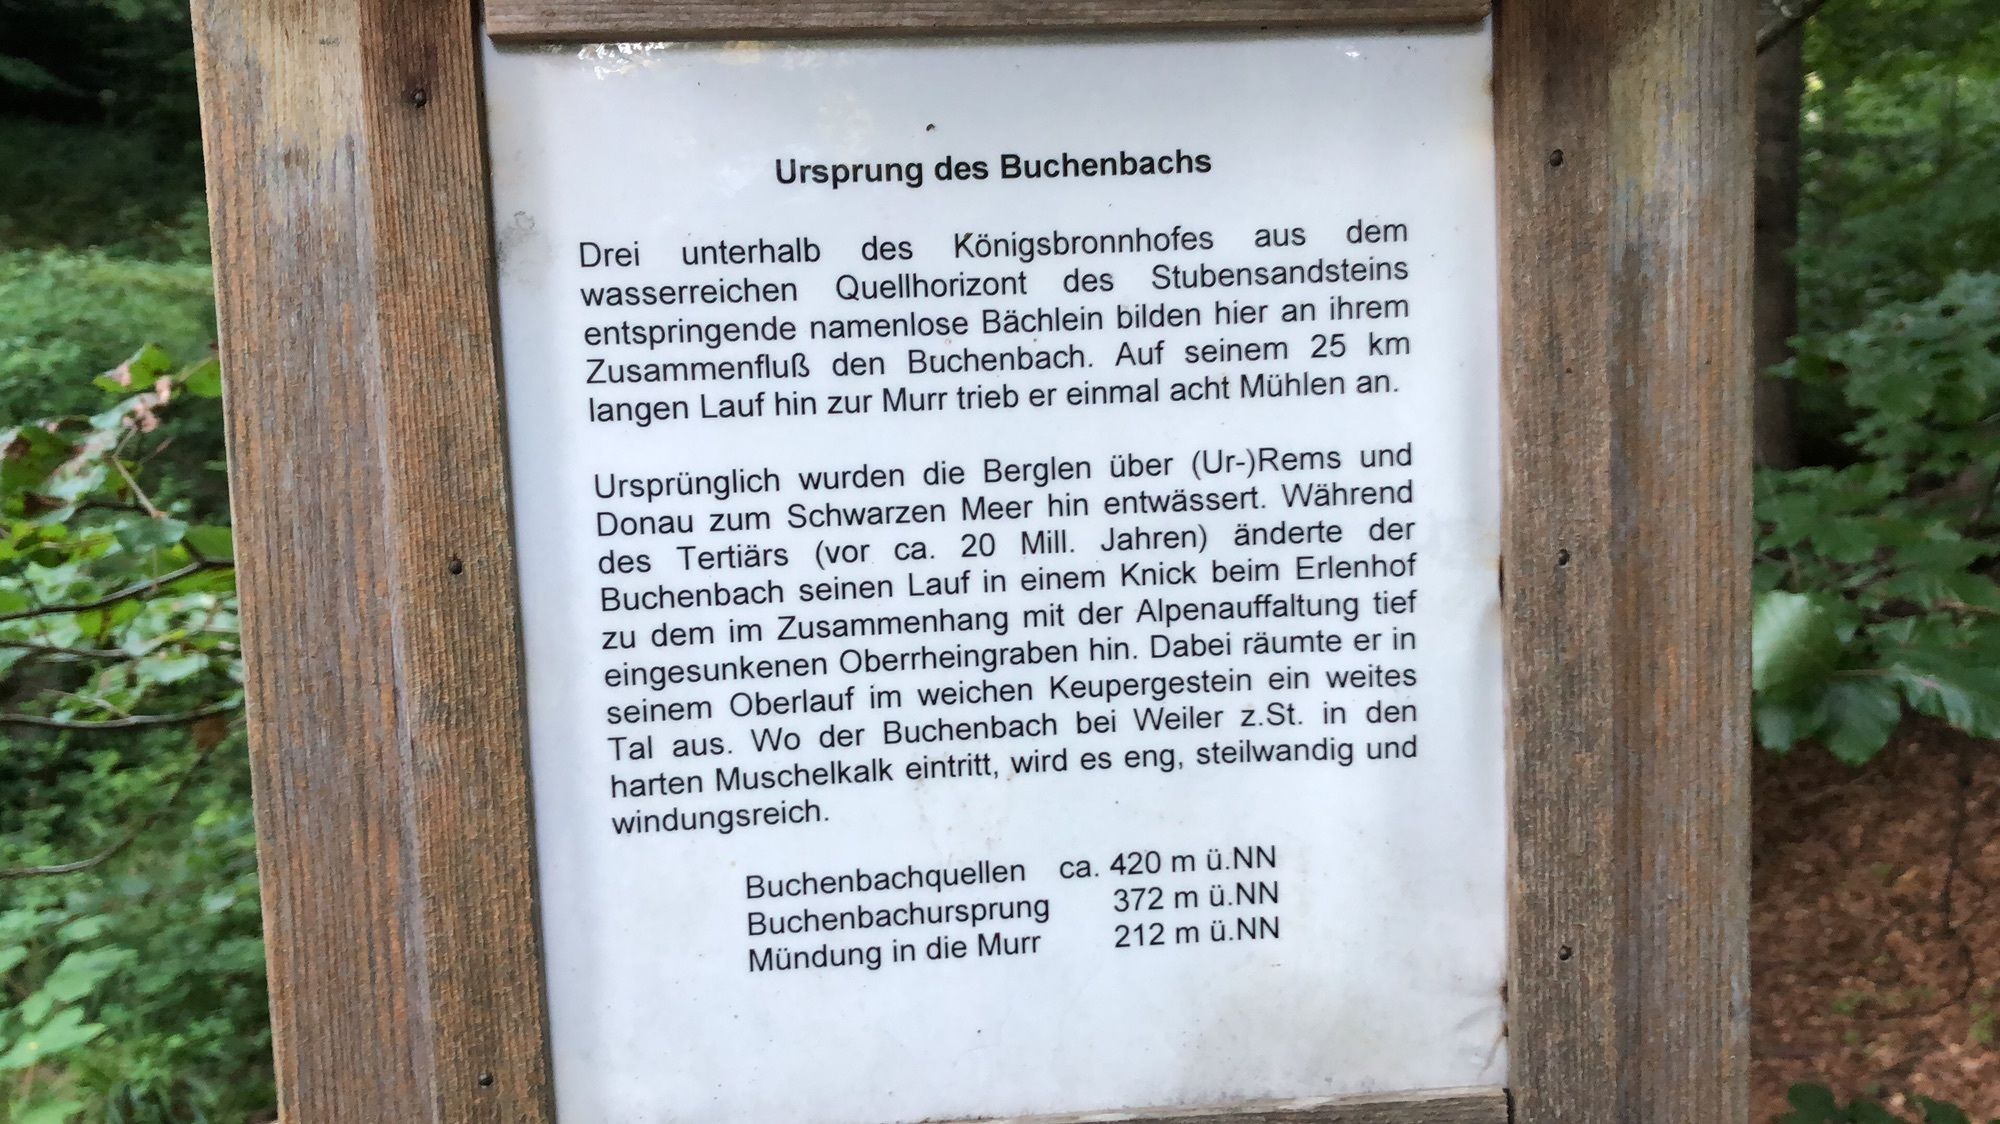 Ursprung des Buchenbachs
Drei unterhalb des Königsbronnhofes aus dem
wasserreichen Quellhorizont des Stubensandsteins
entspringende namenlose Bächlein bilden hier an ihrem
Zusammenfluß den Buchenbach. Auf seinem 25 km
langen Lauf hin zur Murr trieb er einmal acht Mühlen an.
Ursprünglich wurden die Berglen über (Ur-)Rems und
Donau zum Schwarzen Meer hin entwässert. Während
des Tertiärs (vor ca. 20 Mill. Jahren) änderte der
Buchenbach seinen Lauf in einem Knick beim Erlenhof
zu dem im Zusammenhang mit der Alpenauffaltung tief
eingesunkenen Oberrheingraben hin. Dabei räumte er in
seinem Oberlauf im weichen Keupergestein ein weites
Tal aus. Wo der Buchenbach bei Weiler z.St. in den
harten Muschelkalk eintritt, wird es eng, steilwandig und
windungsreich.
Buchenbachquellen ca. 420 m ü.NN
Buchenbachursprung 372 m ü.NN
Mündung in die Murr 212 m ü.NN